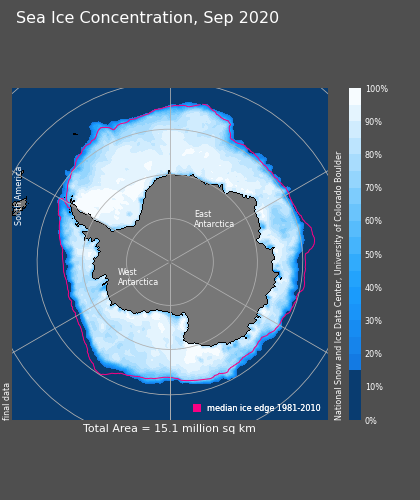 Sea Ice Concentration, Sep 2020
South America
East
Antarctica
West
Antarctica
final data
median ice edge 1981-2010
Total Area = 15.1 million sq km
National Snow and Ice Data Center, University of Colorado Boulder
100%
90%
80%
70%
60%
50%
40%
30%
20%
10%
0%